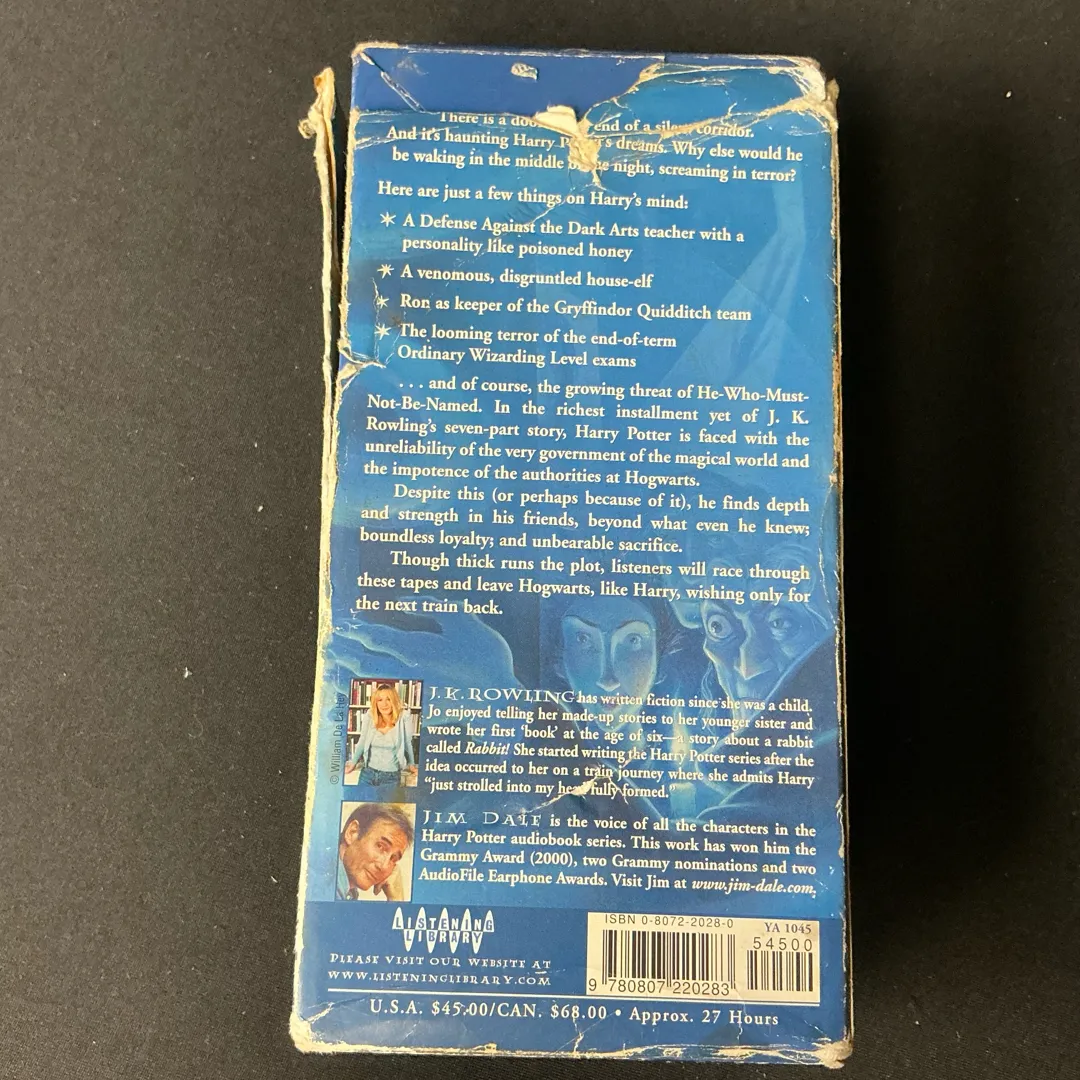 There is a doo end of a silent corridor.
And it's haunting Harry P r's dreams. Why else would he
be waking in the middle the night, screaming in terror?
Here are just a few things on Harry's mind:
* A Defense Against the Dark Arts teacher with a
personality like poisoned honey
* A venomous, disgruntled house-elf
* Ron as keeper of the Gryffindor Quidditch team
* The looming terror of the end-of-term
Ordinary Wizarding Level exams
. . . and of course, the growing threat of He-Who-Must-
Not-Be-Named. In the richest installment yet of J. K.
Rowling's seven-part story, Harry Potter is faced with the
unreliability of the very government of the magical world and
the impotence of the authorities at Hogwarts.
Despite this (or perhaps because of it), he finds depth
and strength in his friends, beyond what even he knew;
boundless loyalty; and unbearable sacrifice.
Though thick runs the plot, listeners will race through
these tapes and leave Hogwarts, like Harry, wishing only for
the next train back.
© William De La Hey
J. K. ROWLING has written fiction since she was a child.
Jo enjoyed telling her made-up stories to her younger sister and
wrote her first 'book' at the age of six—a story about a rabbit
called Rabbit! She started writing the Harry Potter series after the
idea occurred to her on a train journey where she admits Harry
"just strolled into my head fully formed."
JIM DALE is the voice of all the characters in the
Harry Potter audiobook series. This work has won him the
Grammy Award (2000), two Grammy nominations and two
AudioFile Earphone Awards. Visit Jim at www.jim-dale.com.
LISTENING
LIBRARY
PLEASE VISIT OUR WEBSITE AT
WWW.LISTENINGLIBRARY.COM
ISBN 0-8072-2028-0
YA 1045
54500
9 780807 220283
U.S.A. $45.00/CAN. $68.00 • Approx. 27 Hours